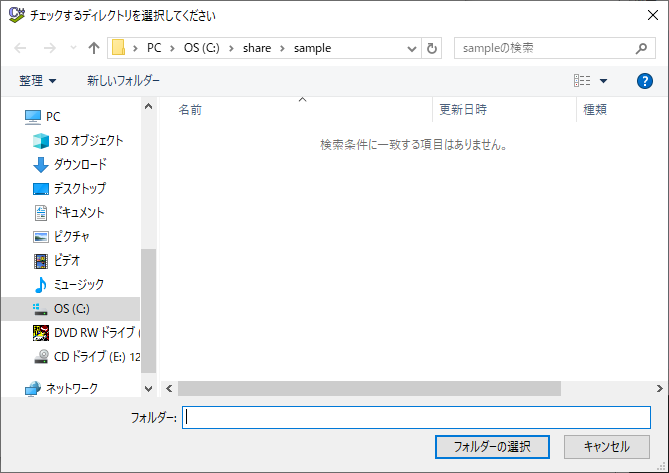 チェックするディレクトリを選択してください
PC › OS (C:) › share › sample
sampleの検索
整理
新しいフォルダー
名前
更新日時
種類
検索条件に一致する項目はありません。
PC
3D オブジェクト
ダウンロード
デスクトップ
ドキュメント
ピクチャ
ビデオ
ミュージック
OS (C:)
DVD RW ドライブ (
CD ドライブ (E:) 12
ネットワーク
フォルダー:
フォルダーの選択
キャンセル